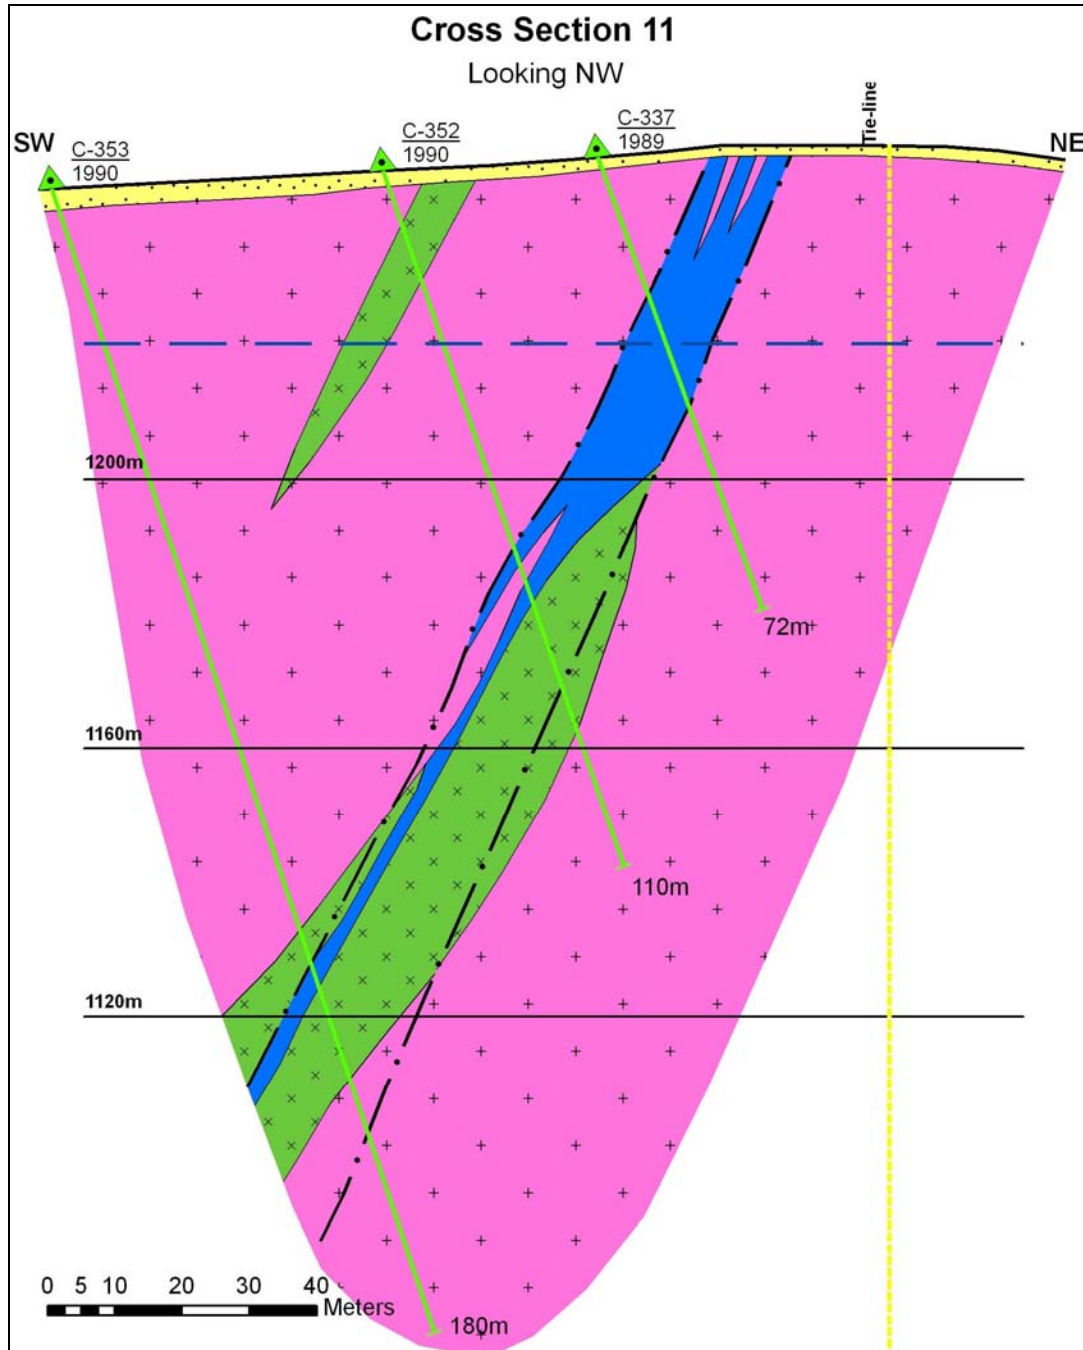 Cross Section 11
Looking NW
SW
C-353
1990
C-352
1990
C-337
1989
Tie-line
NE
1200m
72m
1160m
110m
1120m
0 5 10 20 30 40
Meters
180m